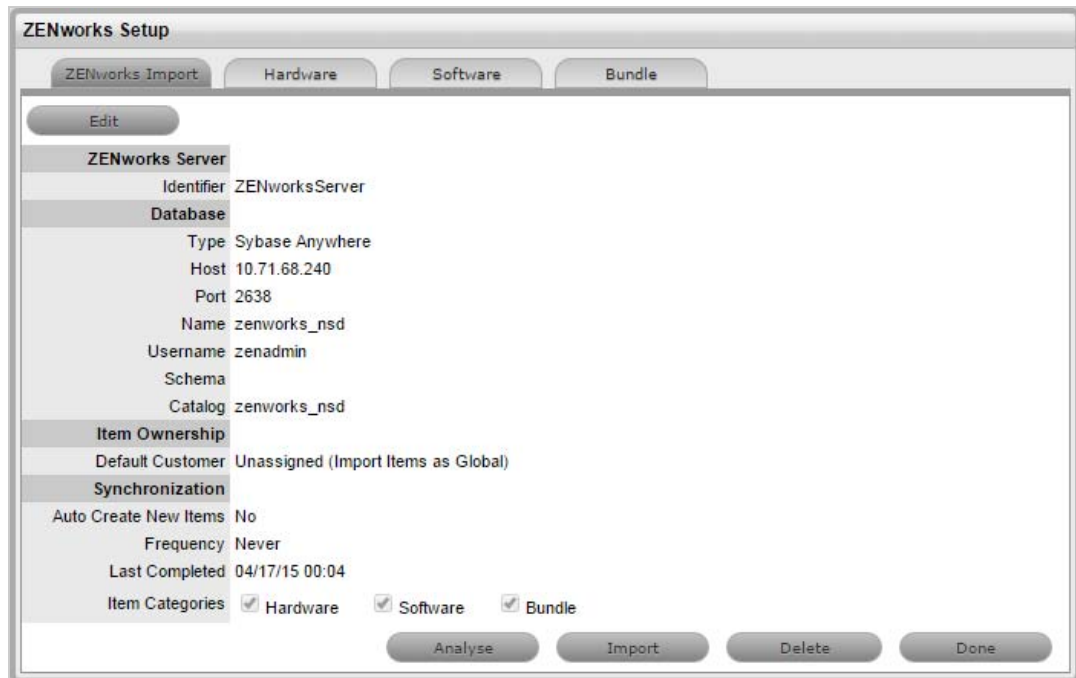 ZENworks Setup
ZENworks Import Hardware Software Bundle
Edit
ZENworks Server
Identifier ZENworksServer
Database
Type Sybase Anywhere
Host 10.71.68.240
Port 2638
Name zenworks_nsd
Username zenadmin
Schema
Catalog zenworks_nsd
Item Ownership
Default Customer Unassigned (Import Items as Global)
Synchronization
Auto Create New Items No
Frequency Never
Last Completed 04/17/15 00:04
Item Categories Hardware Software Bundle
Analyse Import Delete Done